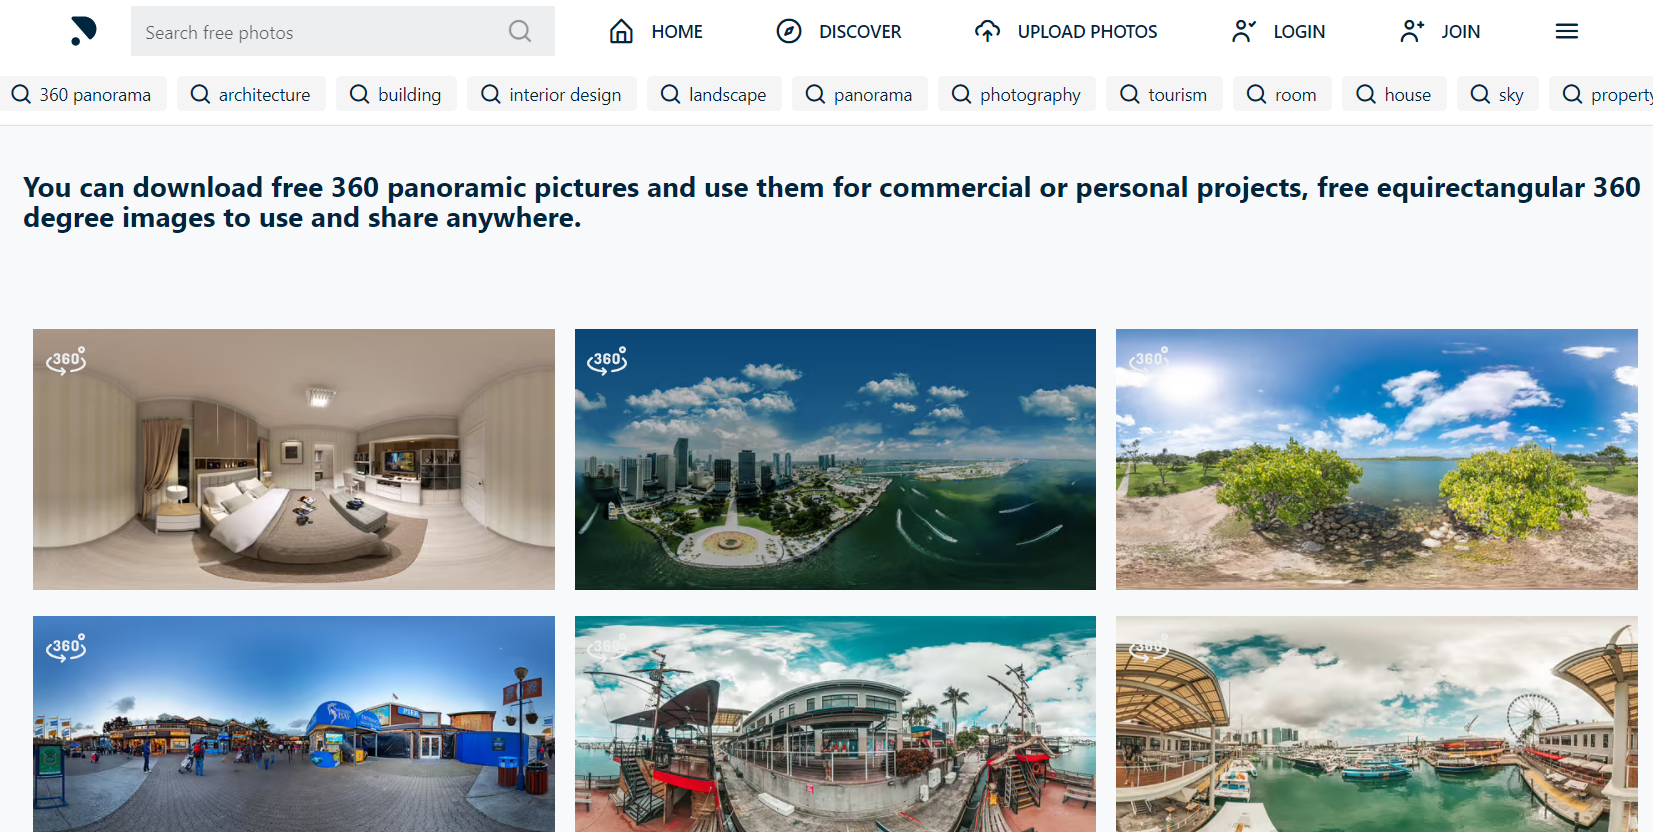 Search free photos
HOME
DISCOVER
UPLOAD PHOTOS
LOGIN
JOIN
360 panorama
architecture
building
interior design
landscape
panorama
photography
tourism
room
house
sky
property
You can download free 360 panoramic pictures and use them for commercial or personal projects, free equirectangular 360
degree images to use and share anywhere.
360°
360°
360°
360°
360°
360°
BAY
PIER